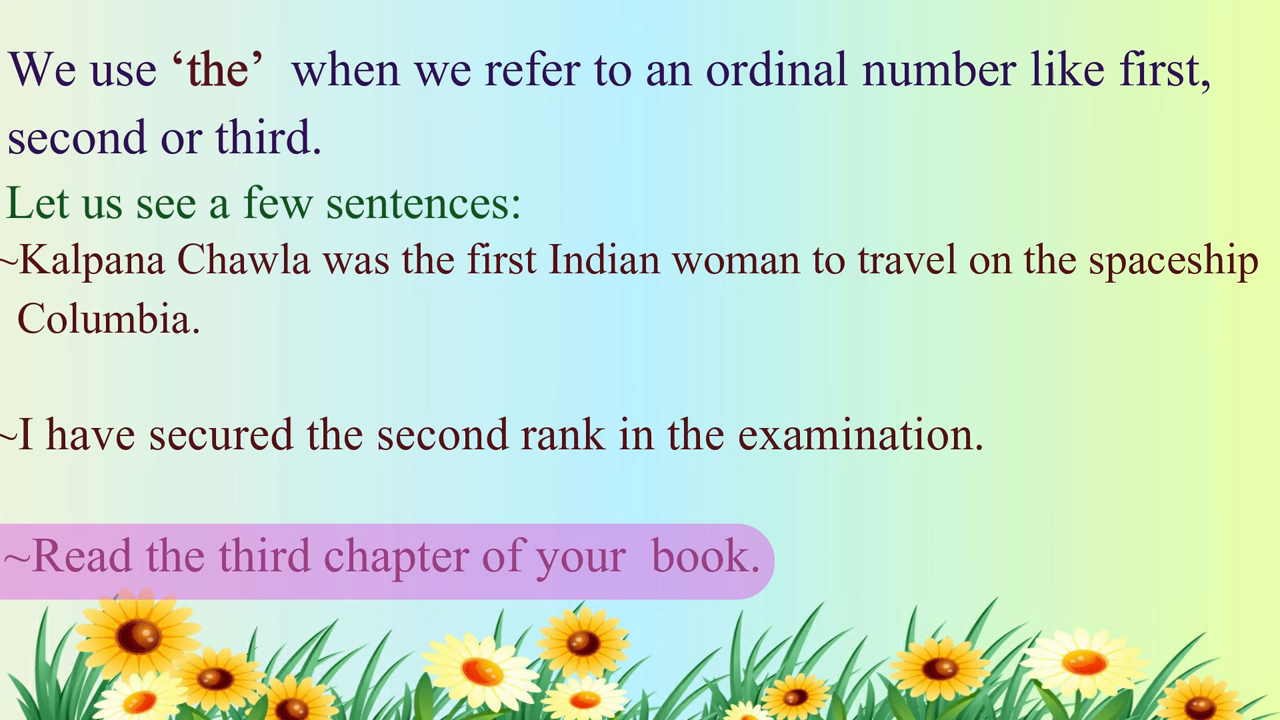 We use ‘the’ when we refer to an ordinal number like first,
second or third.
Let us see a few sentences:
~Kalpana Chawla was the first Indian woman to travel on the spaceship
Columbia.
~I have secured the second rank in the examination.
~Read the third chapter of your book.